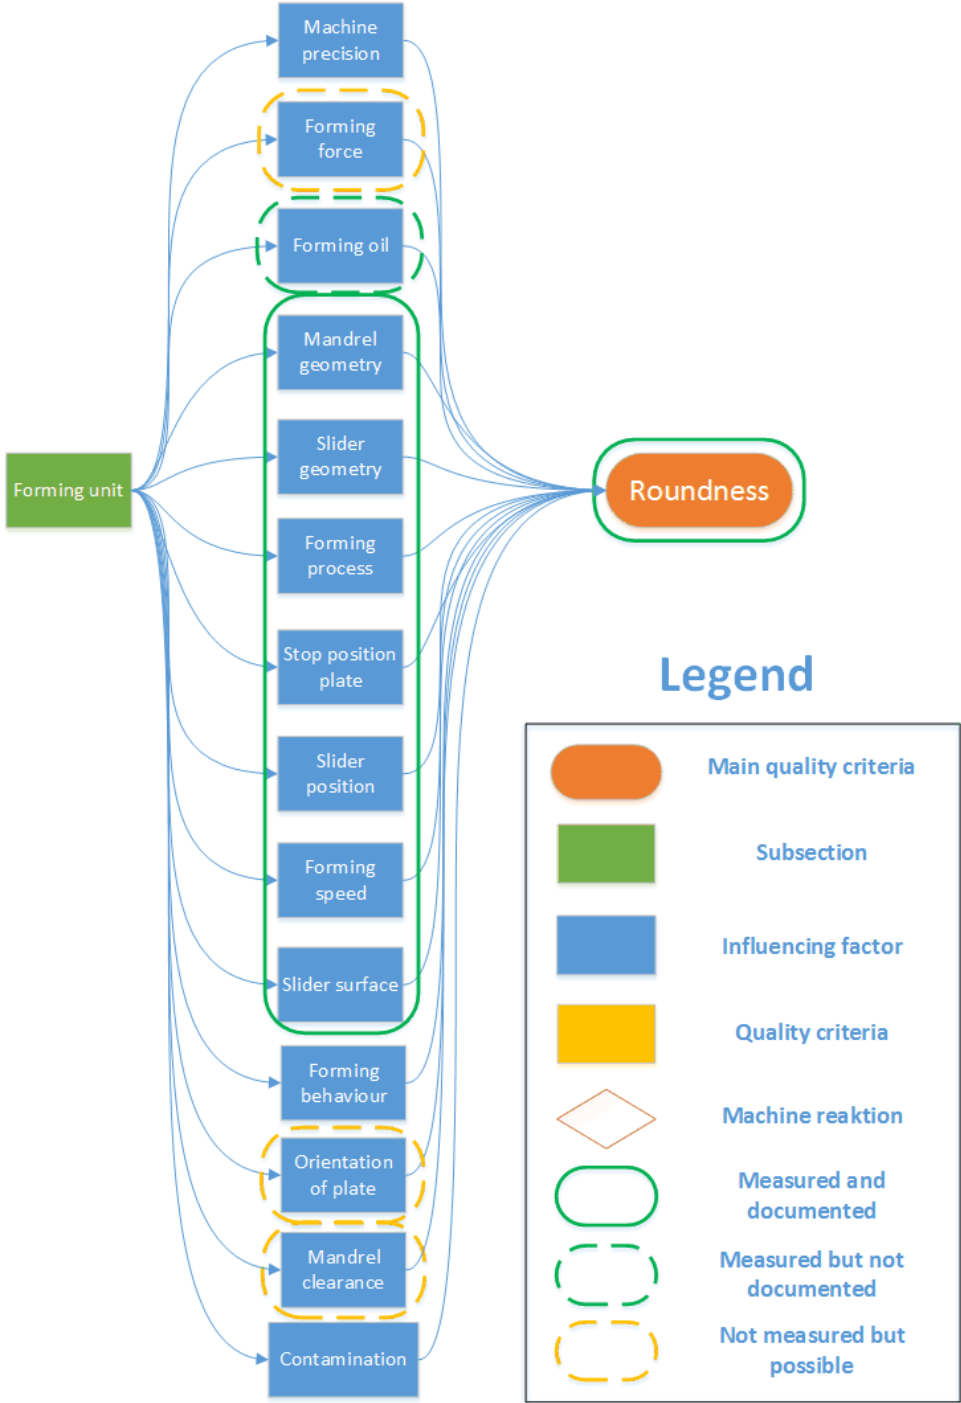 Machine
precision
Forming
force
Forming oil
Mandrel
geometry
Slider
geometry
Forming unit
Forming
process
Stop position
plate
Slider
position
Forming
speed
Slider surface
Forming
behaviour
Orientation
of plate
Mandrel
clearance
Contamination
Roundness
Legend
Main quality criteria
Subsection
Influencing factor
Quality criteria
Machine reaktion
Measured and
documented
Measured but not
documented
Not measured but
possible